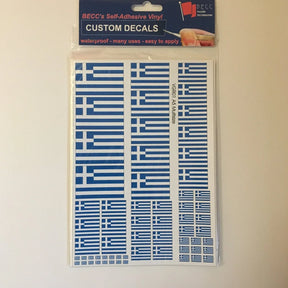 BECC's Self-Adhesive Vinyl
CUSTOM DECALS
waterproof - many uses - easy to apply
BECC